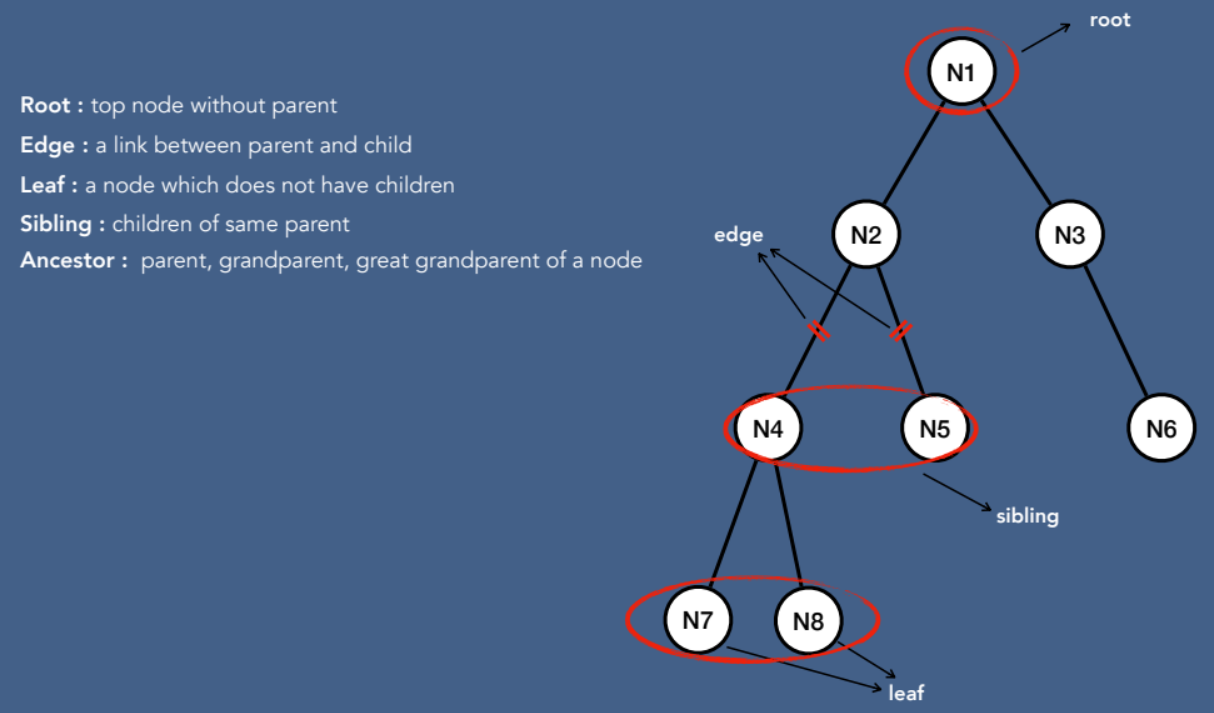 Root : top node without parent
Edge : a link between parent and child
Leaf : a node which does not have children
Sibling : children of same parent
Ancestor : parent, grandparent, great grandparent of a node
root
N1
edge
N2
N3
N4
N5
N6
sibling
N7
N8
leaf